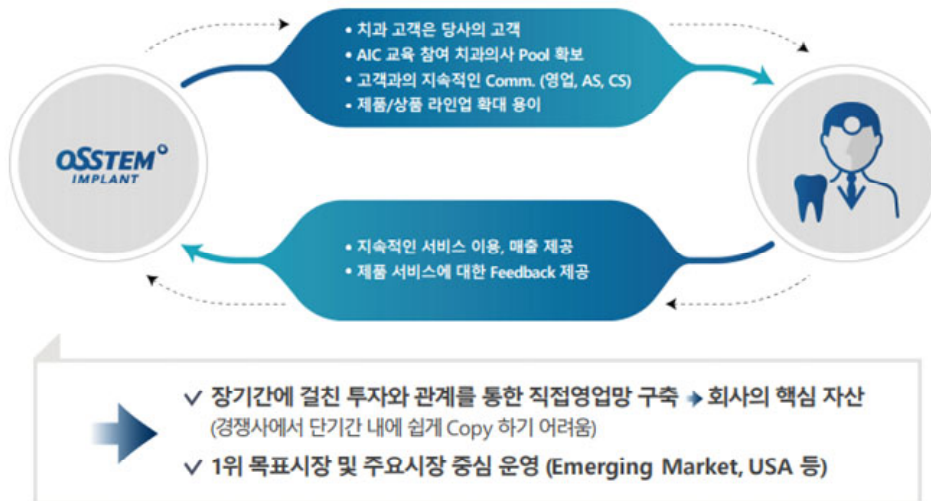 • 치과 고객은 당사의 고객
• AIC 교육 참여 치과의사 Pool 확보
• 고객과의 지속적인 Comm. (영업, AS, CS)
• 제품/상품 라인업 확대 용이
OSSTEM
IMPLANT
• 지속적인 서비스 이용, 매출 제공
• 제품 서비스에 대한 Feedback 제공
✓ 장기간에 걸친 투자와 관계를 통한 직접영업망 구축 → 회사의 핵심 자산
(경쟁사에서 단기간 내에 쉽게 Copy 하기 어려움)
✓ 1위 목표시장 및 주요시장 중심 운영 (Emerging Market, USA 등)